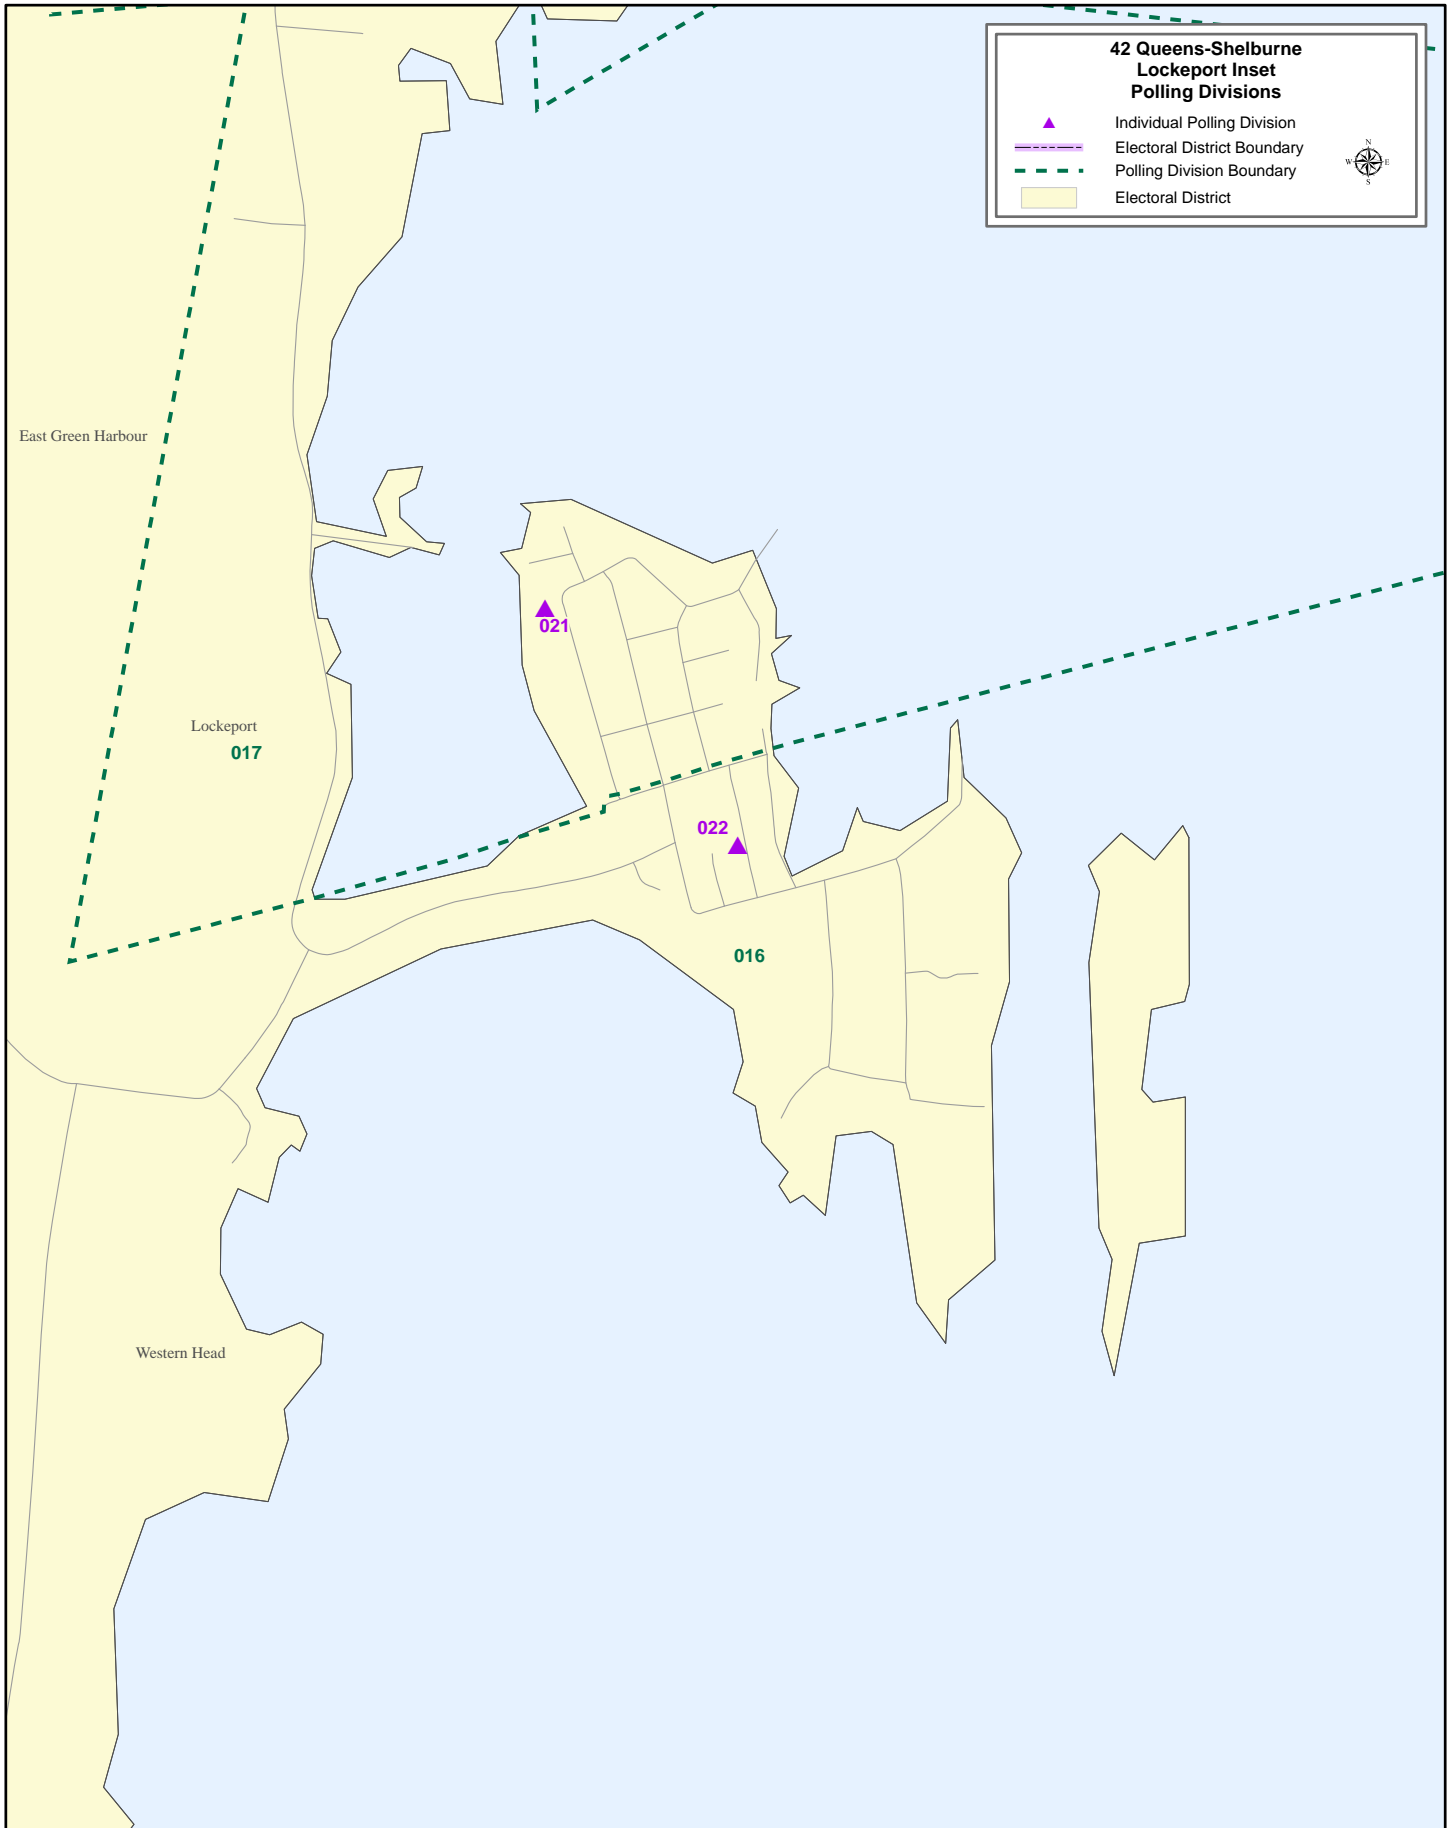 42 Queens-Shelburne
Lockeport Inset
Polling Divisions
Individual Polling Division
Electoral District Boundary
Polling Division Boundary
Electoral District
N
W E
S
East Green Harbour
021
Lockeport
017
022
016
Western Head